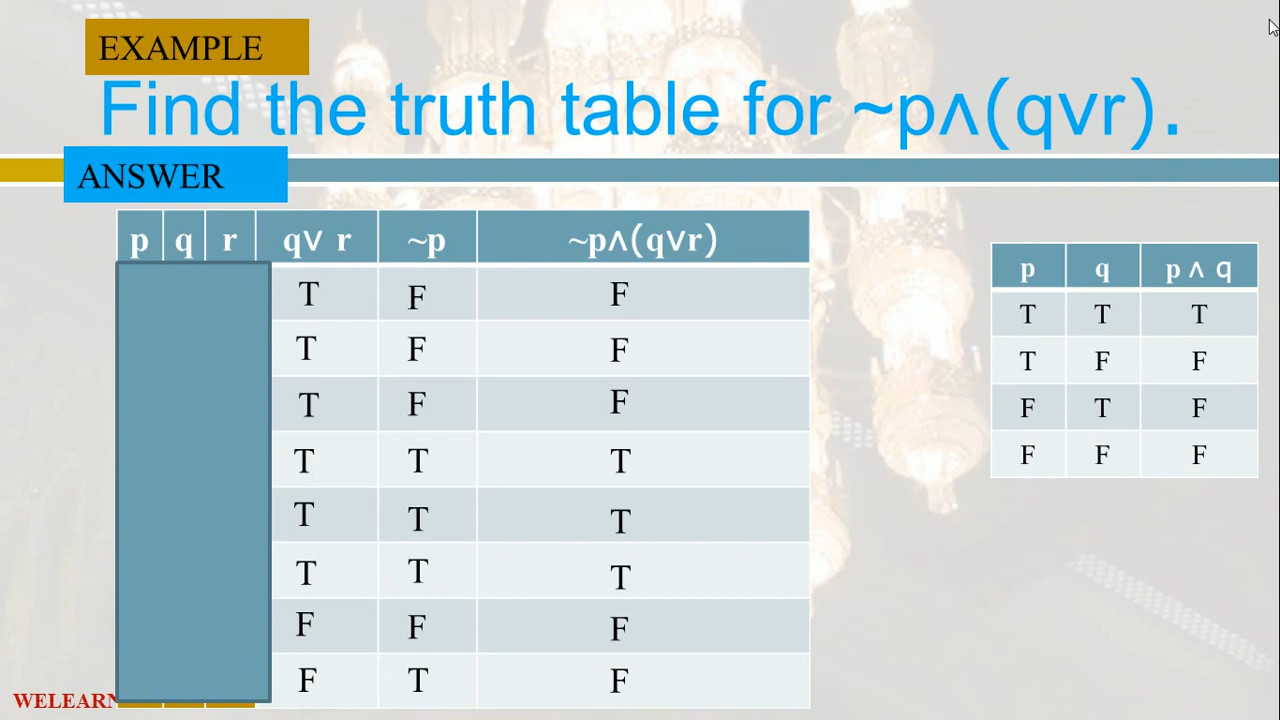 EXAMPLE
Find the truth table for ~p∧(q∨r).
ANSWER
p q r q∨ r ~p ~p∧(q∨r)
T F F
T F F
T F F
T T T
T T T
T T T
F F F
F T F
p q p ∧ q
T T T
T F F
F T F
F F F
WELEARN